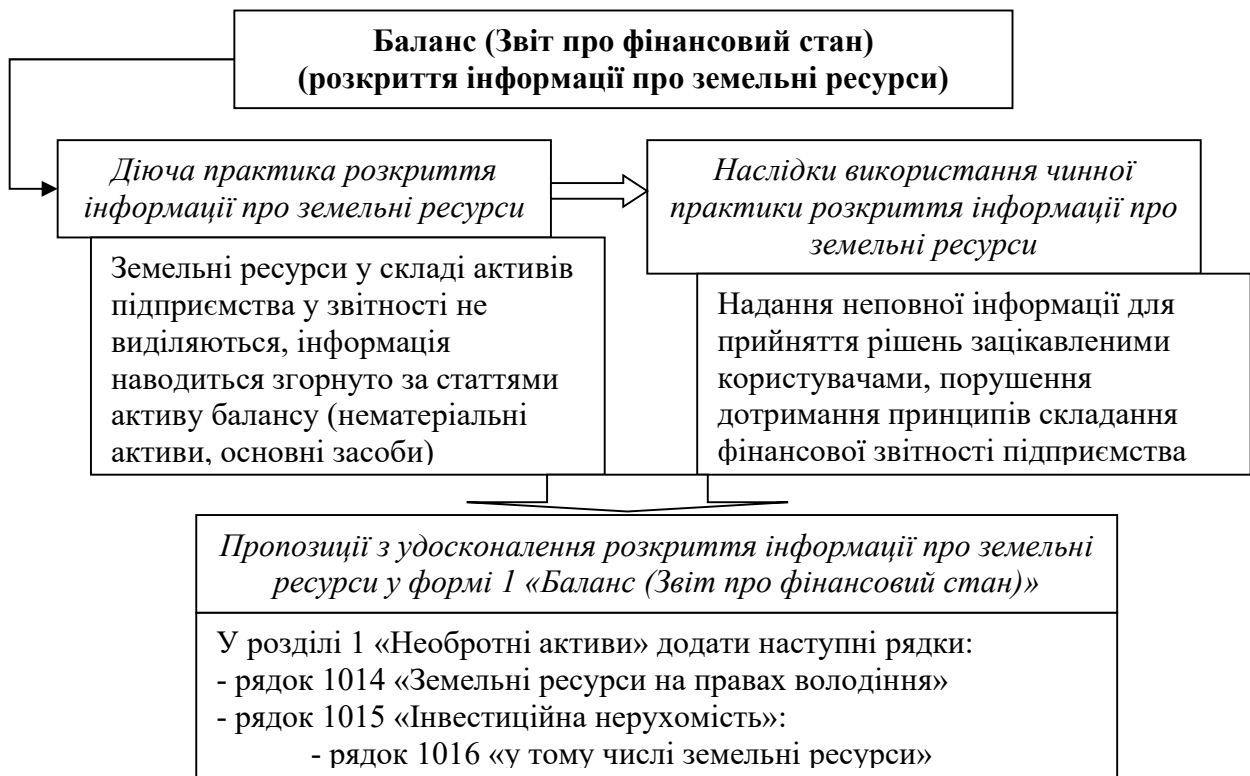 Баланс (Звіт про фінансовий стан)
(розкриття інформації про земельні ресурси)
Діюча практика розкриття
інформації про земельні ресурси
Земельні ресурси у складі активів
підприємства у звітності не
виділяються, інформація
наводиться згорнуто за статтями
активу балансу (нематеріальні
активи, основні засоби)
Наслідки використання чинної
практики розкриття інформації про
земельні ресурси
Надання неповної інформації для
прийняття рішень зацікавленими
користувачами, порушення
дотримання принципів складання
фінансової звітності підприємства
Пропозиції з удосконалення розкриття інформації про земельні
ресурси у формі 1 «Баланс (Звіт про фінансовий стан)»
У розділі 1 «Необротні активи» додати наступні рядки:
- рядок 1014 «Земельні ресурси на правах володіння»
- рядок 1015 «Інвестиційна нерухомість»:
- рядок 1016 «у тому числі земельні ресурси»